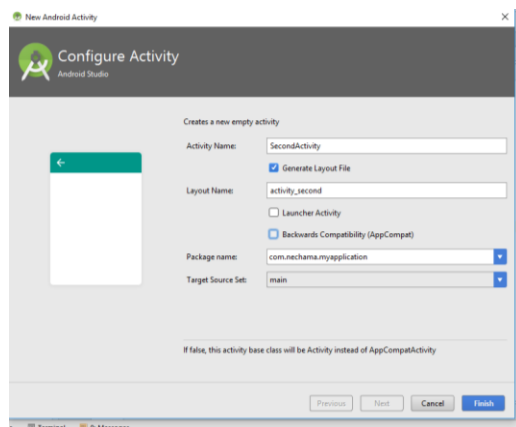 New Android Activity
Configure Activity
Android Studio
Creates a new empty activity
Activity Name: SecondActivity
Generate Layout File
Layout Name: activity_second
Launcher Activity
Backwards Compatibility (AppCompat)
Package name: com.nechama.myapplication
Target Source Set: main
If false, this activity base class will be Activity instead of AppCompatActivity
Previous Next Cancel Finish